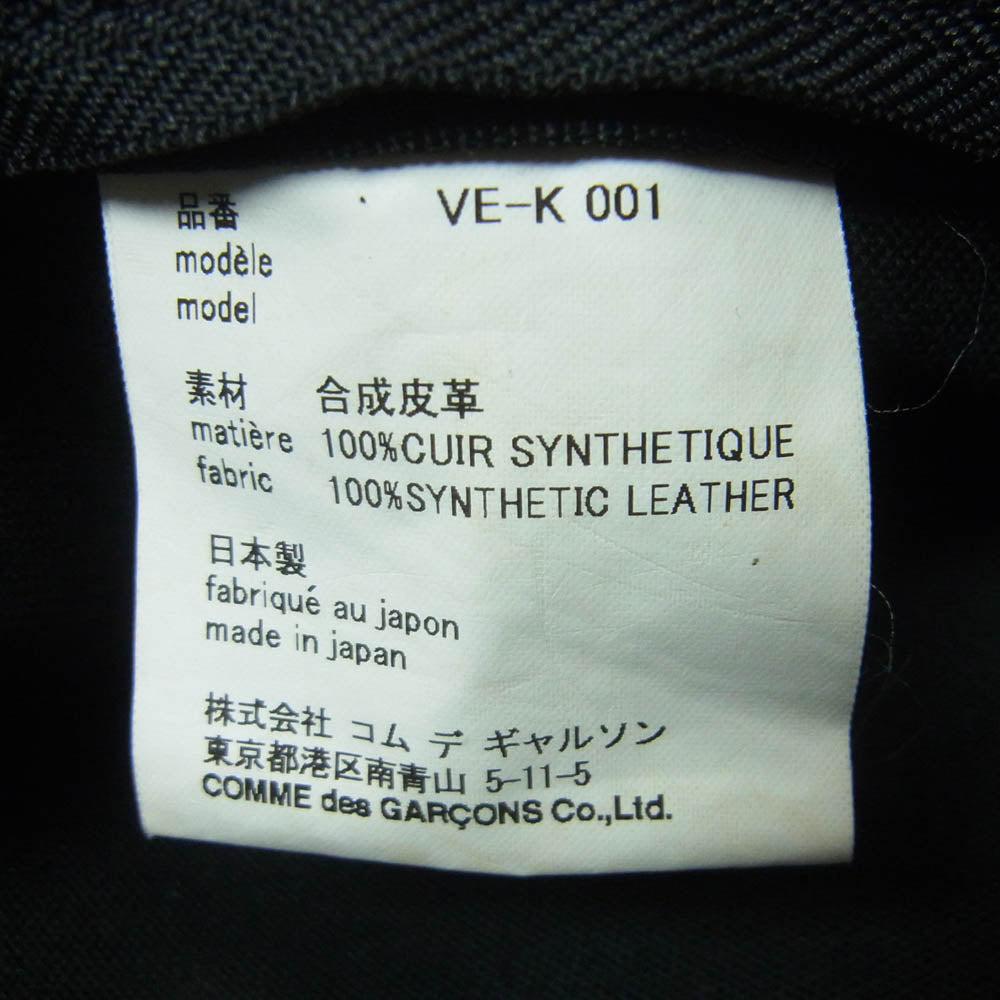 品番 VE-K 001
modèle
model
素材 合成皮革
matière 100%CUIR SYNTHETIQUE
fabric 100%SYNTHETIC LEATHER
日本製
fabriqué au japon
made in japan
株式会社 コム デ ギャルソン
東京都港区南青山 5-11-5
COMME des GARÇONS Co.,Ltd.